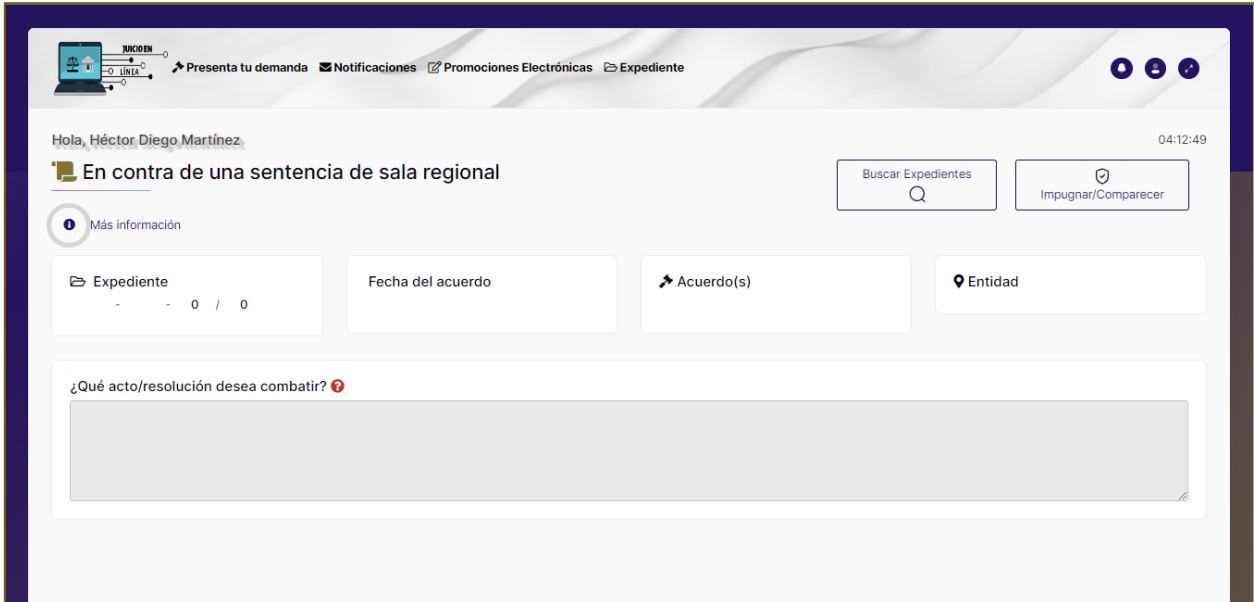 JUICIO EN
LÍNEA
Presenta tu demanda Notificaciones Promociones Electrónicas Expediente
Hola, Héctor Diego Martínez
04:12:49
En contra de una sentencia de sala regional
Buscar Expedientes
Impugnar/Comparecer
Más información
Expediente
- - 0 / 0
Fecha del acuerdo
Acuerdo(s)
Entidad
¿Qué acto/resolución desea combatir?